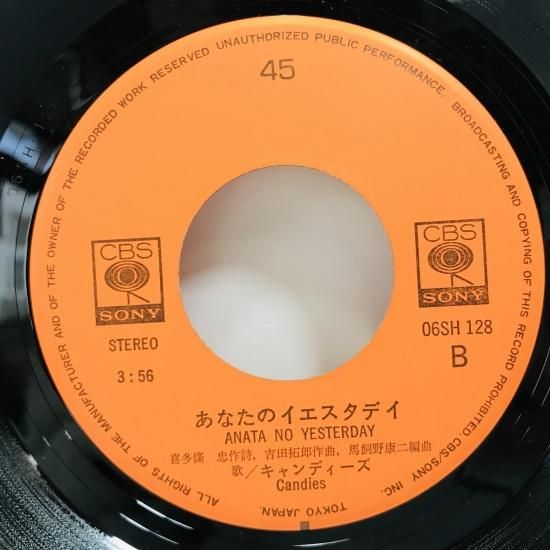 ALL RIGHTS OF THE MANUFACTURER AND OF THE OWNER OF THE RECORDED WORK RESERVED UNAUTHORIZED PUBLIC PERFORMANCE, BROADCASTING AND COPYING OF THIS RECORD PROHIBITED CBS/SONY INC. TOKYO JAPAN.
45
CBS
SONY
STEREO
3:56
CBS
SONY
06SH 128
B
あなたのイエスタデイ
ANATA NO YESTERDAY
喜多條 忠作詩,吉田拓郎作曲,馬飼野康二編曲
歌/キャンディーズ
Candies